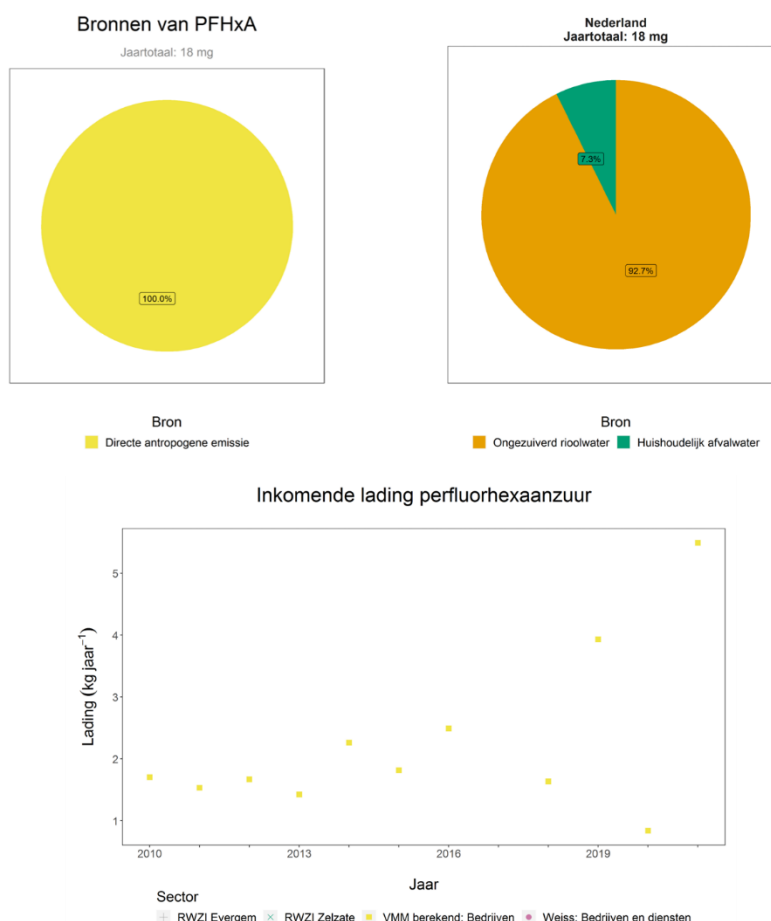 Bronnen van PFHxA
Jaartotaal: 18 mg
100.0%
Bron
Directe antropogene emissie
Nederland
Jaartotaal: 18 mg
7.3%
92.7%
Bron
Ongezuiverd rioolwater Huishoudelijk afvalwater
Inkomende lading perfluorhexaanzuur
Lading (kg jaar⁻¹)
5
4
3
2
1
2010 2013 2016 2019
Jaar
Sector
RWZI Evergem RWZI Zelzate VMM berekend: Bedrijven Weiss: Bedrijven en diensten